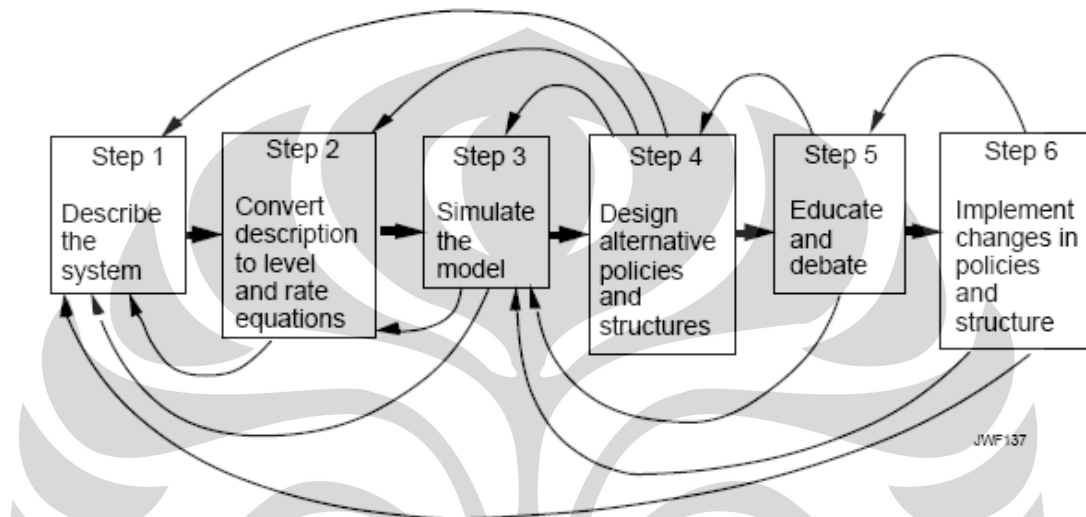 Step 1
Describe
the
system
Step 2
Convert
description
to level
and rate
equations
Step 3
Simulate
the
model
Step 4
Design
alternative
policies
and
structures
Step 5
Educate
and
debate
Step 6
Implement
changes in
policies
and
structure
JWF137